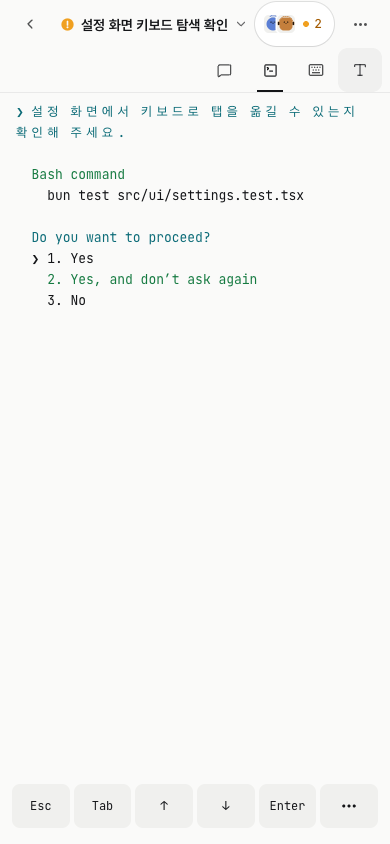 설정 화면 키보드 탐색 확인
2
❯ 설정 화면에서 키보드로 탭을 옮길 수 있는지
확인해 주세요.
Bash command
bun test src/ui/settings.test.tsx
Do you want to proceed?
❯ 1. Yes
2. Yes, and don’t ask again
3. No
Esc Tab ↑ ↓ Enter •••